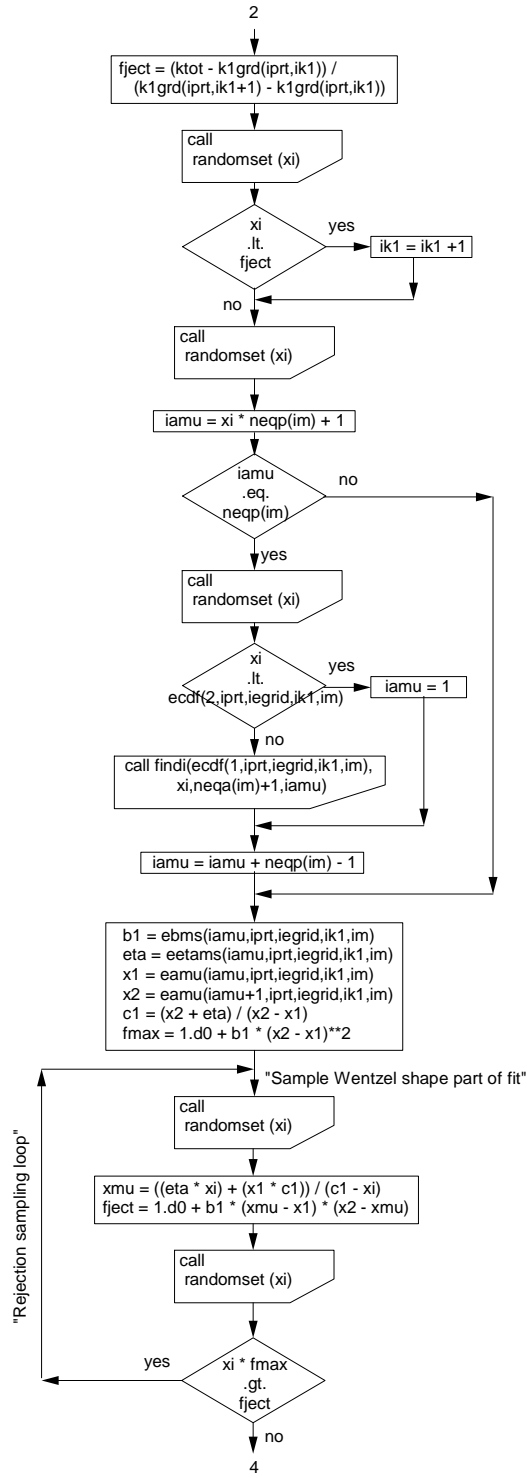 2
fject = (ktot - k1grd(iprt,ik1)) /
(k1grd(iprt,ik1+1) - k1grd(iprt,ik1))
call
randomset (xi)
xi
.lt.
fject
yes
ik1 = ik1 +1
no
call
randomset (xi)
iamu = xi * neqp(im) + 1
iamu
.eq.
neqp(im)
no
yes
call
randomset (xi)
xi
.lt.
ecdf(2,iprt,iegrid,ik1,im)
yes
iamu = 1
no
call findi(ecdf(1,iprt,iegrid,ik1,im),
xi,neqa(im)+1,iamu)
iamu = iamu + neqp(im) - 1
b1 = ebms(iamu,iprt,iegrid,ik1,im)
eta = eetams(iamu,iprt,iegrid,ik1,im)
x1 = eamu(iamu,iprt,iegrid,ik1,im)
x2 = eamu(iamu+1,iprt,iegrid,ik1,im)
c1 = (x2 + eta) / (x2 - x1)
fmax = 1.d0 + b1 * (x2 - x1)**2
"Sample Wentzel shape part of fit"
call
randomset (xi)
"Rejection sampling loop"
xmu = ((eta * xi) + (x1 * c1)) / (c1 - xi)
fject = 1.d0 + b1 * (xmu - x1) * (x2 - xmu)
call
randomset (xi)
yes
xi * fmax
.gt.
fject
no
4